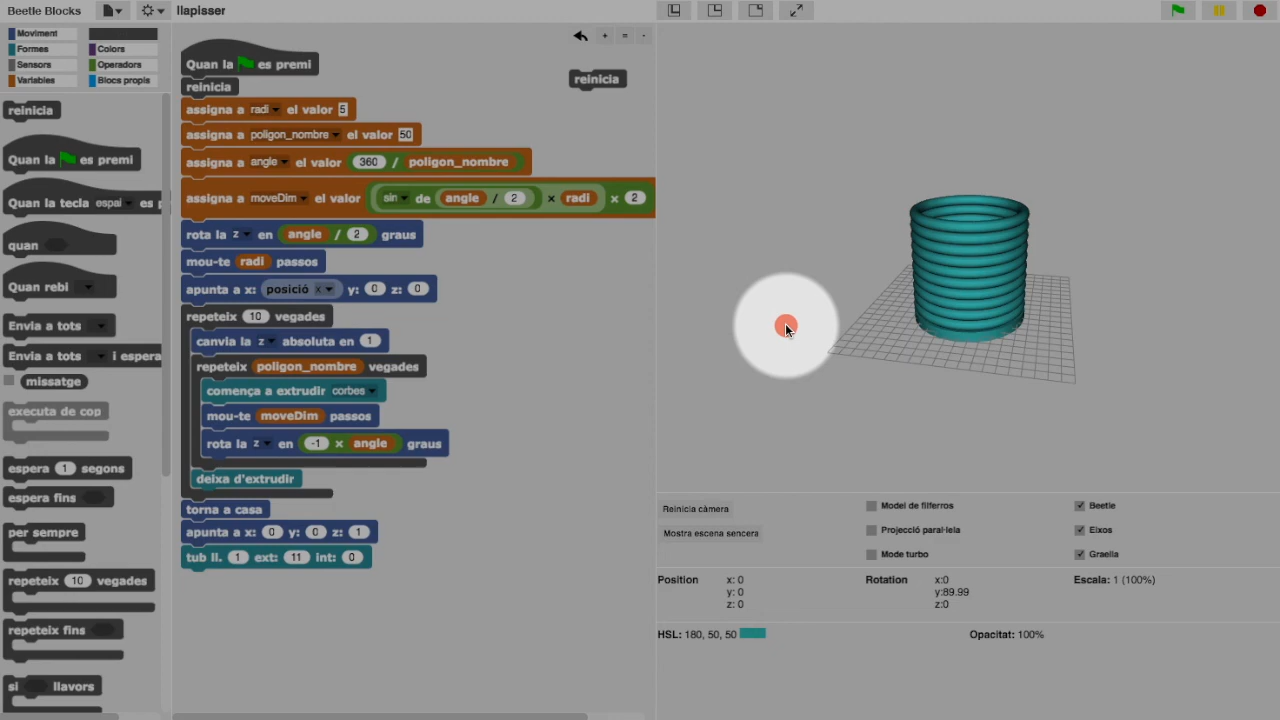 Beetle Blocks
llapisser
Moviment
Formes
Colors
Sensors
Operadors
Variables
Blocs propis
reinicia
Quan la es premi
Quan la tecla espai es p
quan
Quan rebi
Envia a tots
Envia a tots i espera
missatge
executa de cop
espera 1 segons
espera fins
per sempre
repeteix 10 vegades
repeteix fins
si llavors
Quan la es premi
reinicia
assigna a radi el valor 5
assigna a poligon_nombre el valor 50
assigna a angle el valor 360 / poligon_nombre
assigna a moveDim el valor sin de angle / 2 × radi × 2
rota la z en angle / 2 graus
mou-te radi passos
apunta a x: posició x y: 0 z: 0
repeteix 10 vegades
canvia la z absoluta en 1
repeteix poligon_nombre vegades
comença a extrudir corbes
mou-te moveDim passos
rota la z en -1 × angle graus
deixa d'extrudir
torna a casa
apunta a x: 0 y: 0 z: 1
tub ll. 1 ext: 11 int: 0
+ = -
reinicia
Reinicia càmera
Mostra escena sencera
Model de filferros
Projecció paral·lela
Mode turbo
Beetle
Eixos
Graella
Position
x: 0
y: 0
z: 0
Rotation
x:0
y:89.99
z:0
Escala: 1 (100%)
HSL: 180, 50, 50
Opacitat: 100%